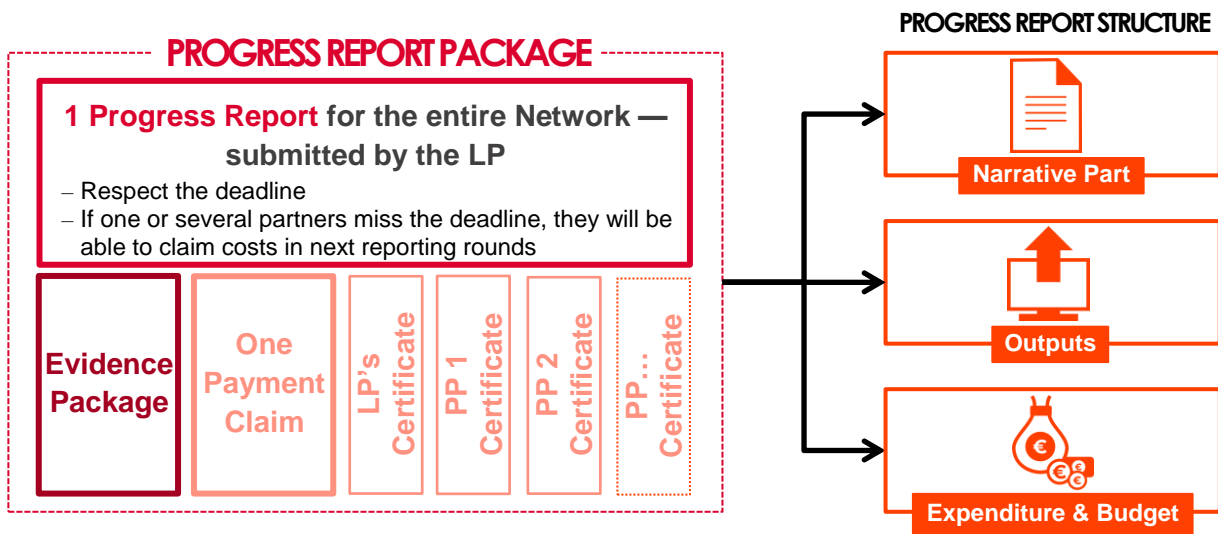 PROGRESS REPORT PACKAGE
1 Progress Report for the entire Network —
submitted by the LP
– Respect the deadline
– If one or several partners miss the deadline, they will be
able to claim costs in next reporting rounds
Evidence
Package
One
Payment
Claim
LP's
Certificate
PP 1
Certificate
PP 2
Certificate
PP…
Certificate
PROGRESS REPORT STRUCTURE
Narrative Part
Outputs
€
€
€
€
Expenditure & Budget